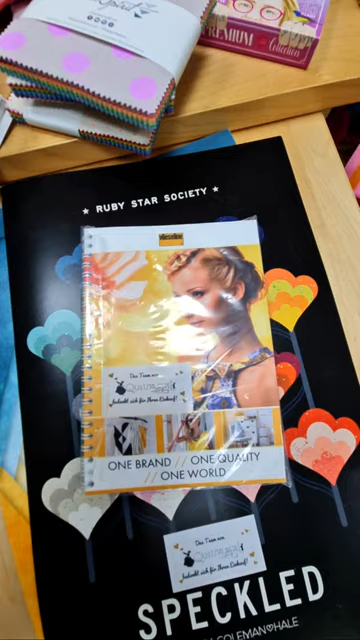 PREMIUM
Collection
★ RUBY STAR SOCIETY ★
vlieseline
Das Team von
bedankt sich für Ihren Einkauf!
ONE BRAND // ONE QUALITY
// ONE WORLD
Das Team von
bedankt sich für Ihren Einkauf!
SPECKLED
COLEMAN♡HALE